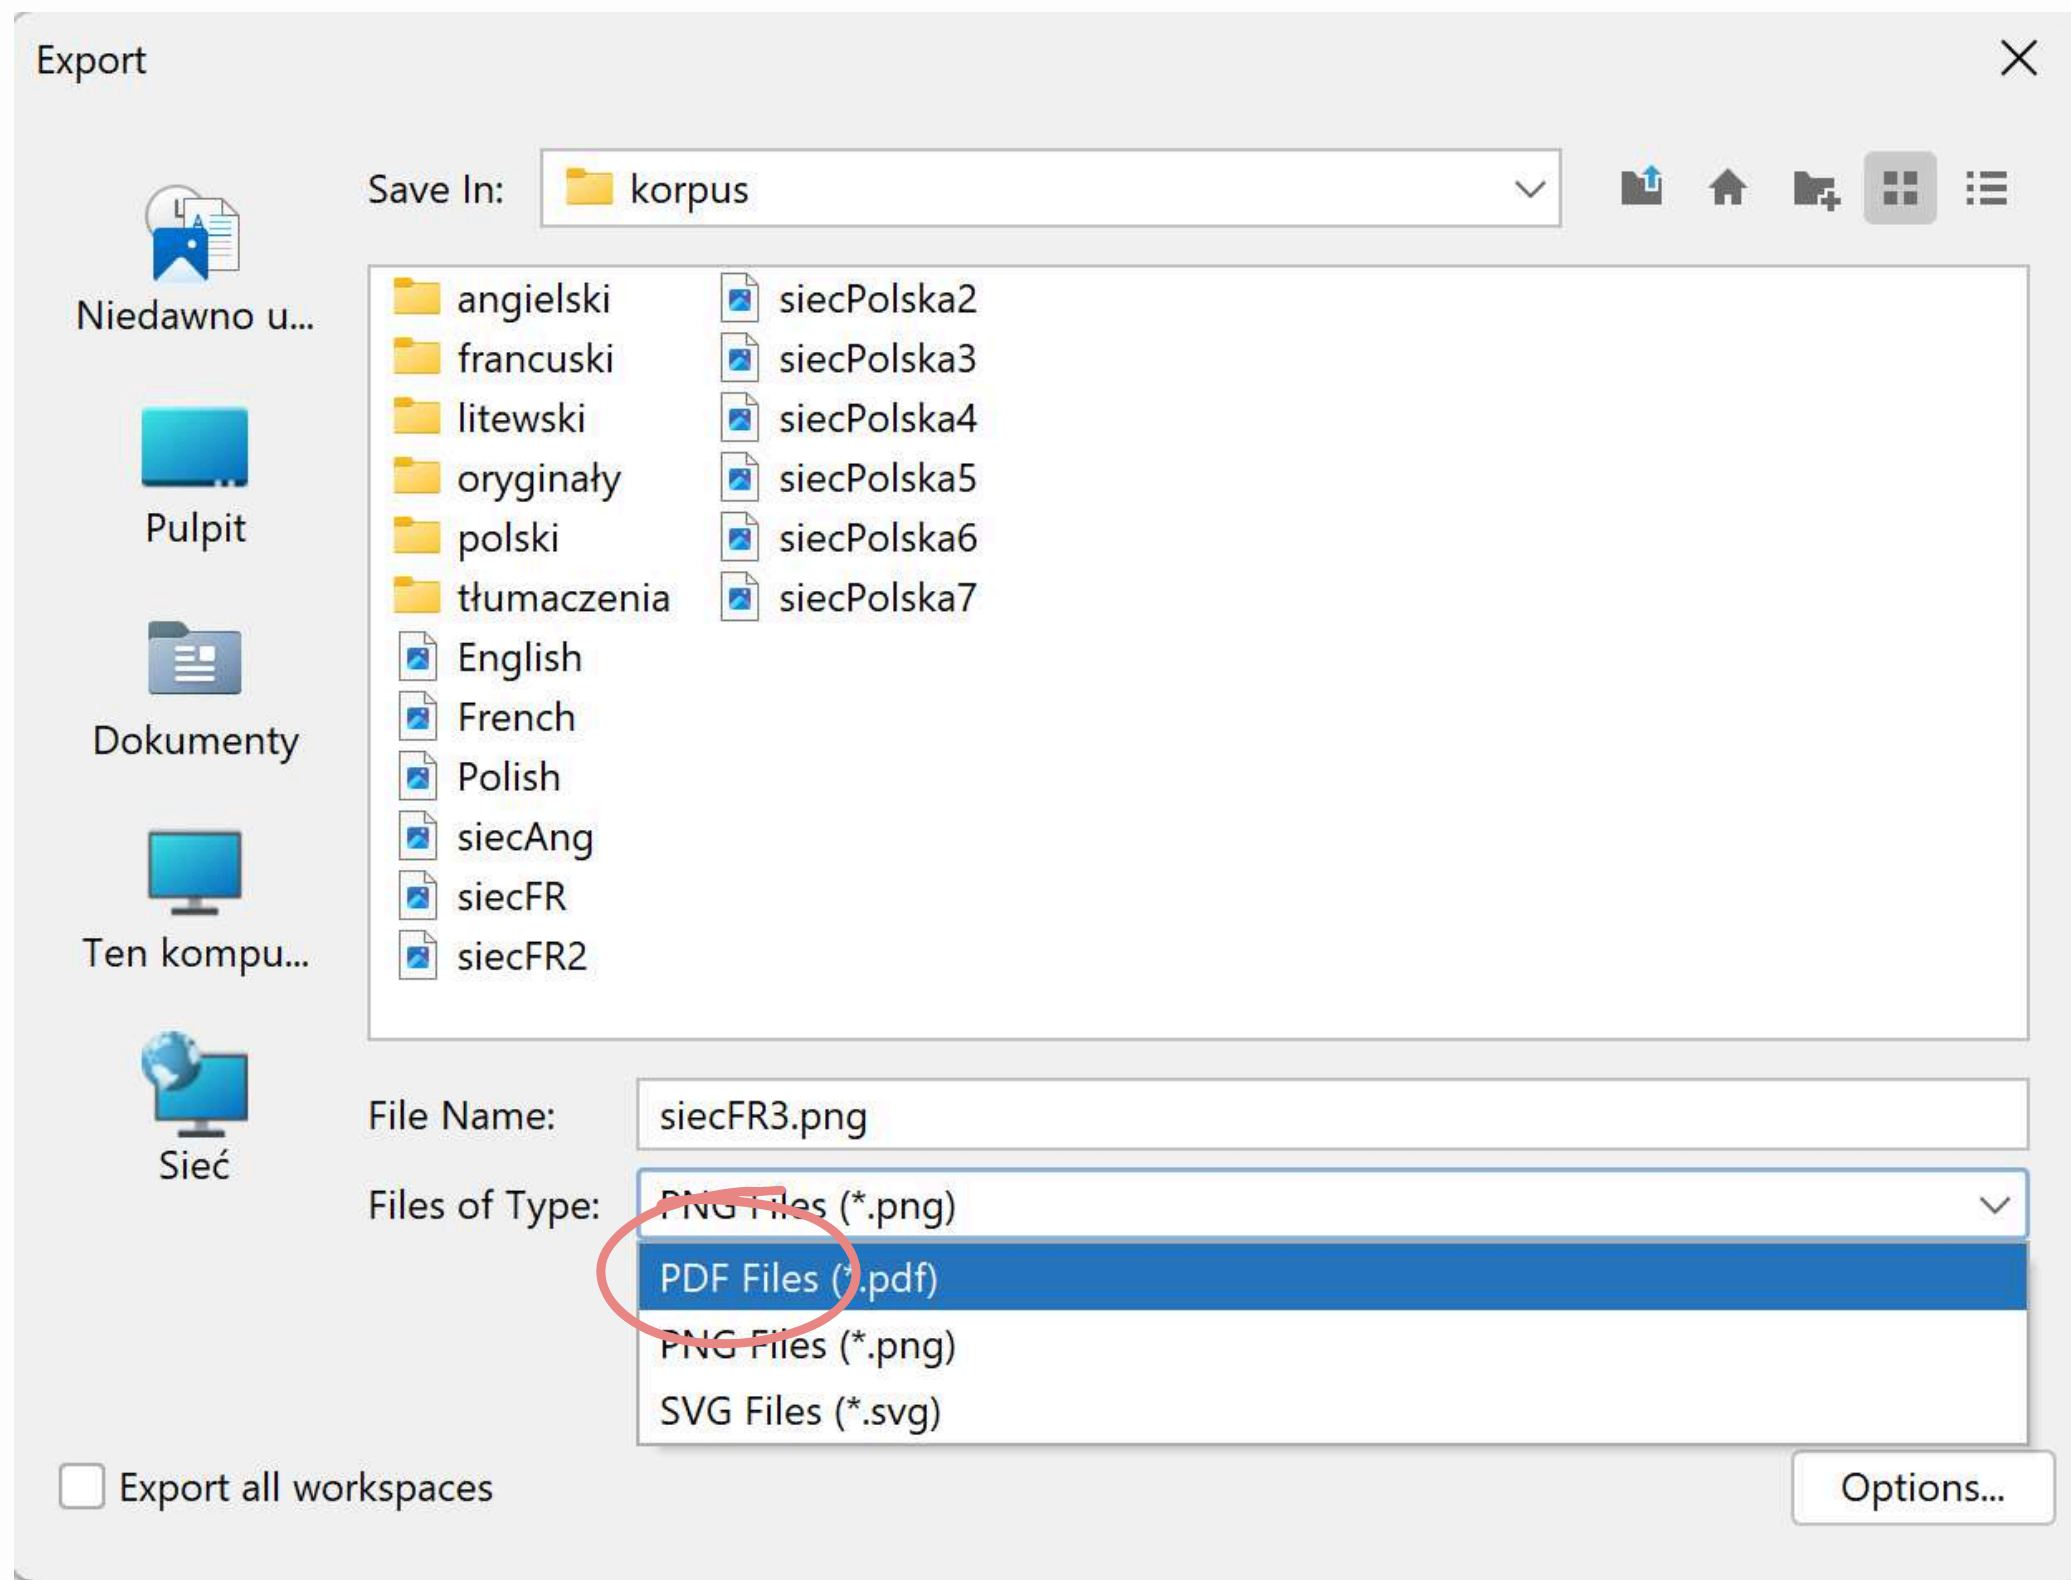 Export
Save In:
korpus
Niedawno u...
Pulpit
Dokumenty
Ten kompu...
Sieć
angielski
francuski
litewski
oryginały
polski
tłumaczenia
English
French
Polish
siecAng
siecFR
siecFR2
siecPolska2
siecPolska3
siecPolska4
siecPolska5
siecPolska6
siecPolska7
File Name:
siecFR3.png
Files of Type:
PNG Files (*.png)
PDF Files (*.pdf)
PNG Files (*.png)
SVG Files (*.svg)
Export all workspaces
Options...